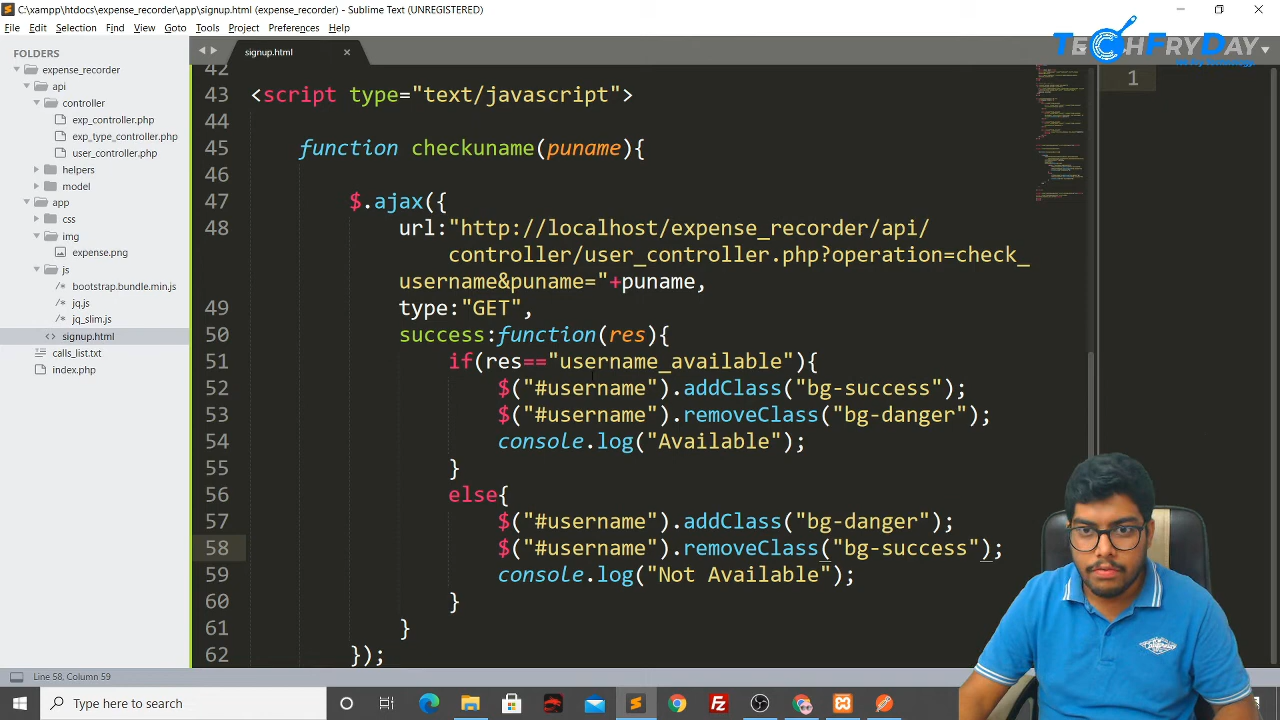 C:\xampp\htdocs\expense_recorder\app\signup.html (expense_recorder) - Sublime Text (UNREGISTERED)
File Edit Selection Find View Goto Tools Project Preferences Help
TECHFRYDAY
FOLDERS
expense_recorder
api
controller
category_controller.php
expense_controller.php
user_controller.php
helper
model
app
css
img
expense.png
js
bootstrap.bundle.min.js
jq.js
jq_slim.js
signup.html
calls_list.txt
index.php
signup.html
1
42
43 <script type="text/javascript">
44
45 function checkuname(puname){
46
47 $.ajax({
48 url:"http://localhost/expense_recorder/api/
controller/user_controller.php?operation=check_
username&puname="+puname,
49 type:"GET",
50 success:function(res){
51 if(res=="username_available"){
52 $("#username").addClass("bg-success");
53 $("#username").removeClass("bg-danger");
54 console.log("Available");
55 }
56 else{
57 $("#username").addClass("bg-danger");
58 $("#username").removeClass("bg-success");
59 console.log("Not Available");
60 }
61 }
62 });
Line 58, Column 59
Type here to search